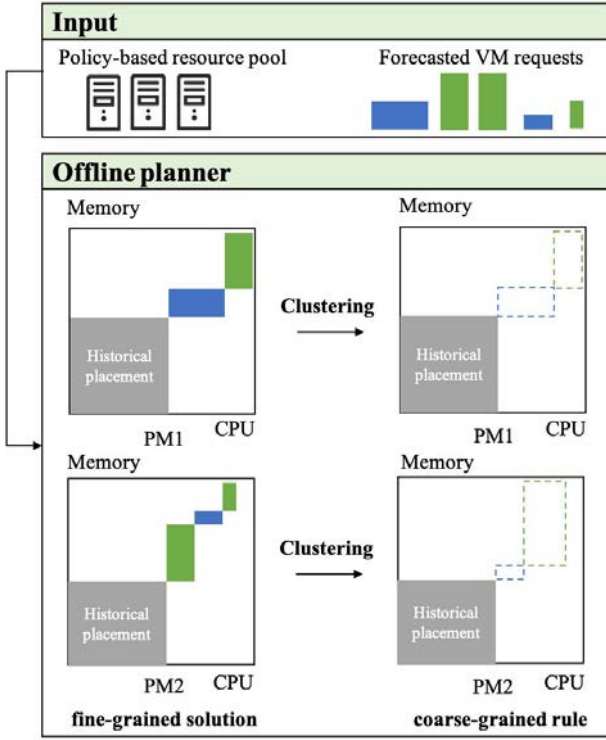 Input
Policy-based resource pool
Forecasted VM requests
Offline planner
Memory
Memory
Clustering
Historical
placement
Historical
placement
PM1
CPU
PM1
CPU
Memory
Memory
Clustering
Historical
placement
Historical
placement
PM2
CPU
PM2
CPU
fine-grained solution
coarse-grained rule